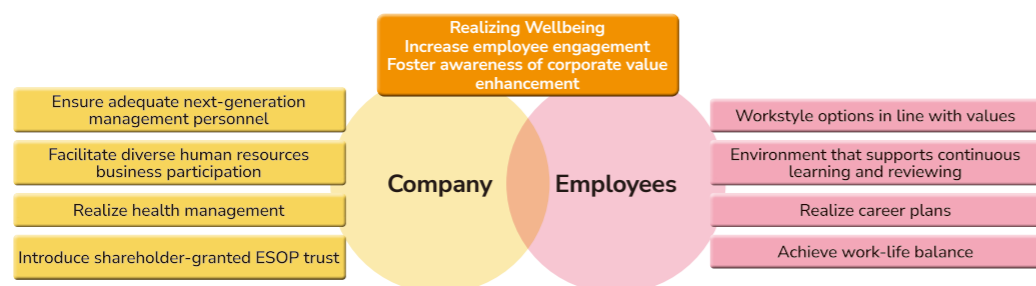 Realizing Wellbeing
Increase employee engagement
Foster awareness of corporate value
enhancement
Ensure adequate next-generation
management personnel
Facilitate diverse human resources
business participation
Realize health management
Introduce shareholder-granted ESOP trust
Company
Employees
Workstyle options in line with values
Environment that supports continuous
learning and reviewing
Realize career plans
Achieve work-life balance